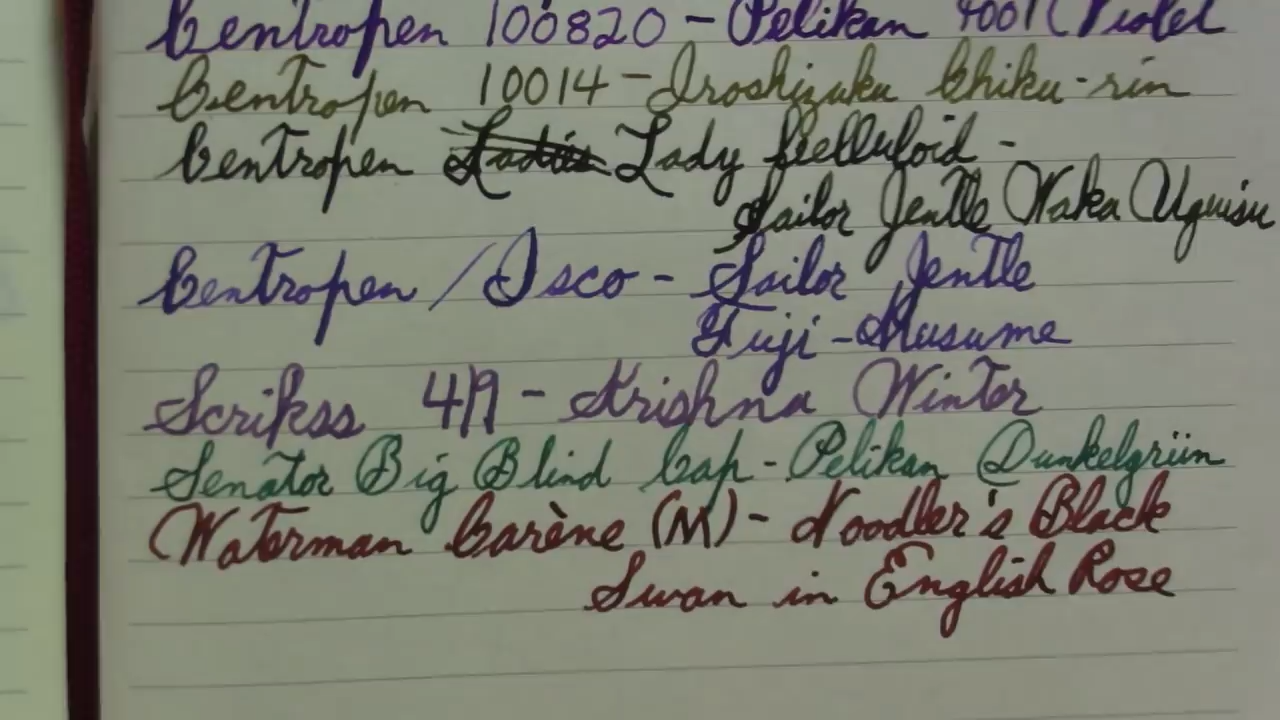 Centropen 100820 - Pelikan 4001 (Violet
Centropen 10014 - Iroshizuku Chiku-rin
Centropen Ladies Lady Celluloid -
Sailor Jentle Waka Uguisu
Centropen / Isco - Sailor Jentle
Fuji-Musume
Scrikss 419 - Krishna Winter
Senator Big Blind Cap - Pelikan Dunkelgrün
Waterman Carène (M) - Noodler's Black
Swan in English Rose